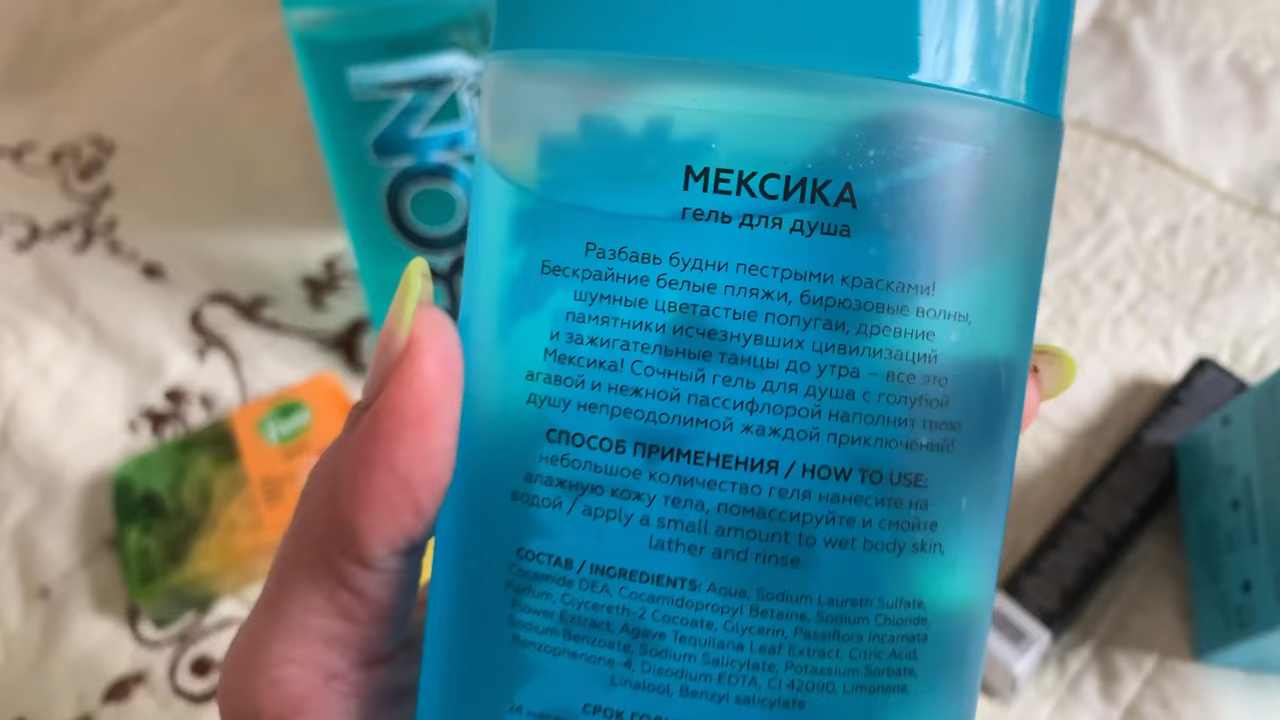 МЕКСИКА
гель для душа
Разбавь будни пестрыми красками!
Бескрайние белые пляжи, бирюзовые волны,
шумные цветастые попугаи, древние
памятники исчезнувших цивилизаций
и зажигательные танцы до утра – все это
Мексика! Сочный гель для душа с голубой
агавой и нежной пассифлорой наполнит твою
душу непреодолимой жаждой приключений!
СПОСОБ ПРИМЕНЕНИЯ / HOW TO USE:
небольшое количество геля нанесите на
влажную кожу тела, помассируйте и смойте
водой / apply a small amount to wet body skin,
lather and rinse
СОСТАВ / INGREDIENTS: Aqua, Sodium Laureth Sulfate,
Cocamide DEA, Cocamidopropyl Betaine, Sodium Chloride,
Parfum, Glycereth-2 Cocoate, Glycerin, Passiflora Incarnata
Flower Extract, Agave Tequilana Leaf Extract, Citric Acid,
Sodium Benzoate, Sodium Salicylate, Potassium Sorbate,
Benzophenone-4, Disodium EDTA, CI 42090, Limonene,
Linalool, Benzyl salicylate
СРОК
24